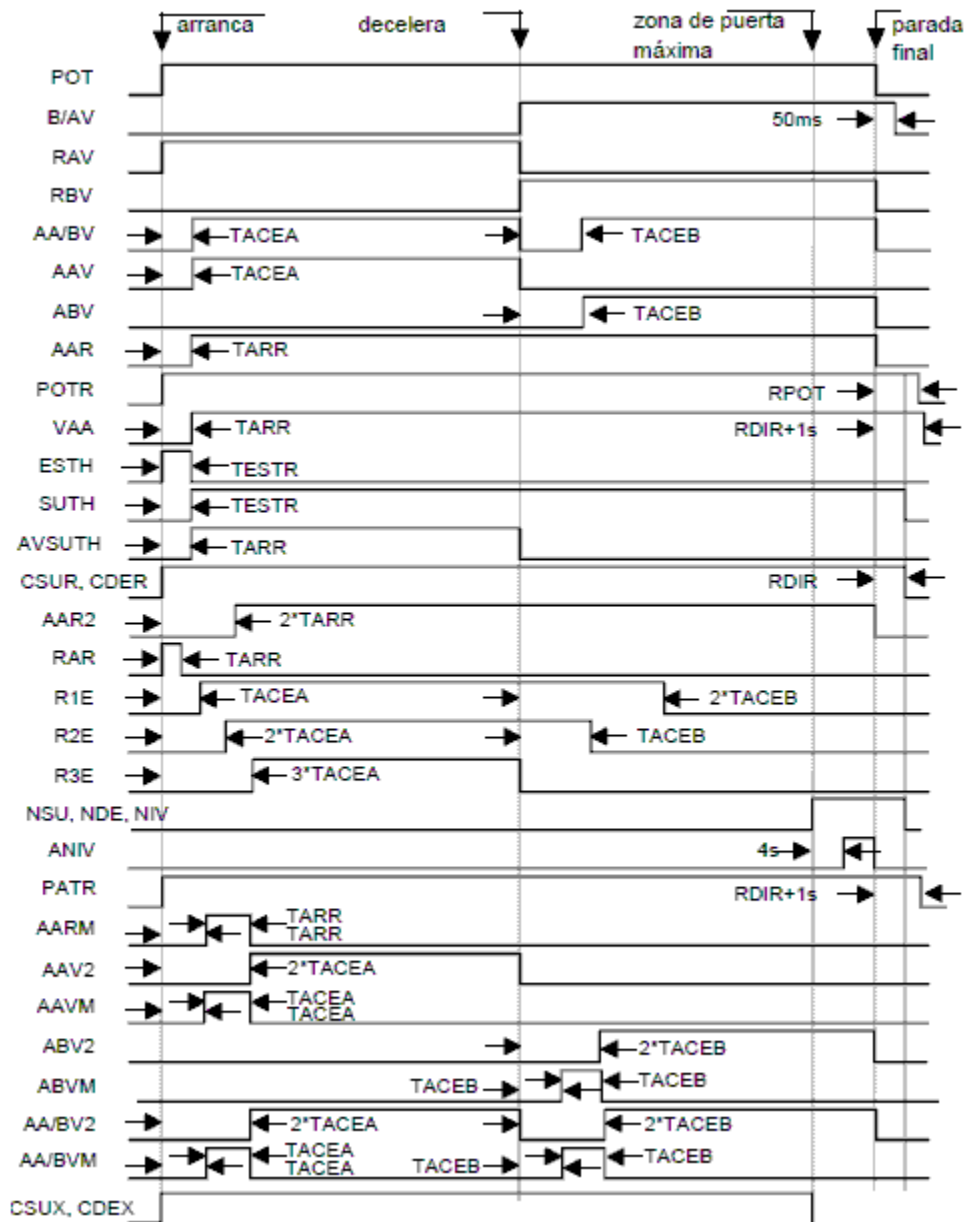 arranca decelera zona de puerta máxima parada final
POT
B/AV 50ms
RAV
RBV
AA/BV TACEA TACEB
AAV TACEA
ABV TACEB
AAR TARR
POTR RPOT
VAA TARR RDIR+1s
ESTH TESTR
SUTH TESTR
AVSUTH TARR
CSUR, CDER RDIR
AAR2 2*TARR
RAR TARR
R1E TACEA 2*TACEB
R2E 2*TACEA TACEB
R3E 3*TACEA
NSU, NDE, NIV
ANIV 4s
PATR RDIR+1s
AARM TARR
TARR
AAV2 2*TACEA
AAVM TACEA
TACEA
ABV2 2*TACEB
ABVM TACEB TACEB
AA/BV2 2*TACEA 2*TACEB
AA/BVM TACEA
TACEA TACEB TACEB
CSUX, CDEX